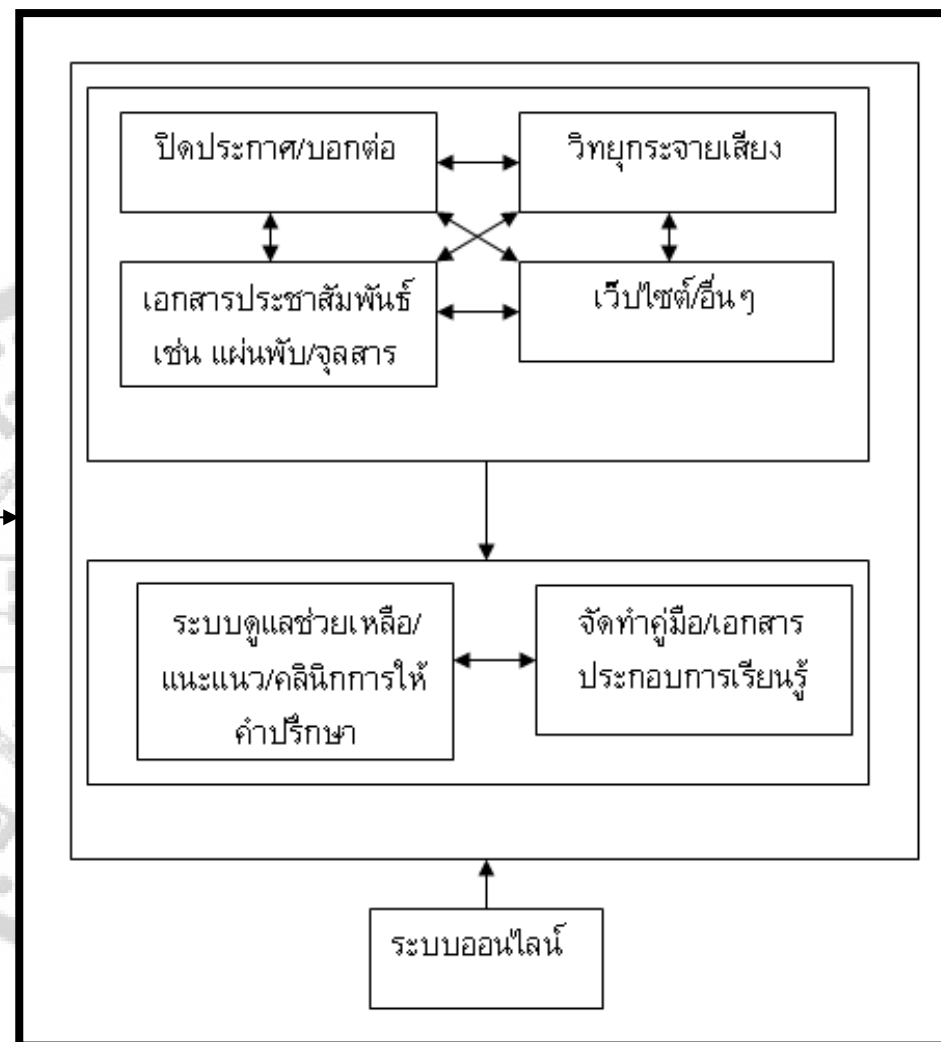 ปิดประกาศ/บอกต่อ
วิทยุกระจายเสียง
เอกสารประชาสัมพันธ์
เช่น แผ่นพับ/จุลสาร
เว็ปไซต์/อื่นๆ
ระบบดูแลช่วยเหลือ/
แนะแนว/คลินิกการให้
คำปรึกษา
จัดทำคู่มือ/เอกสาร
ประกอบการเรียนรู้
ระบบออนไลน์